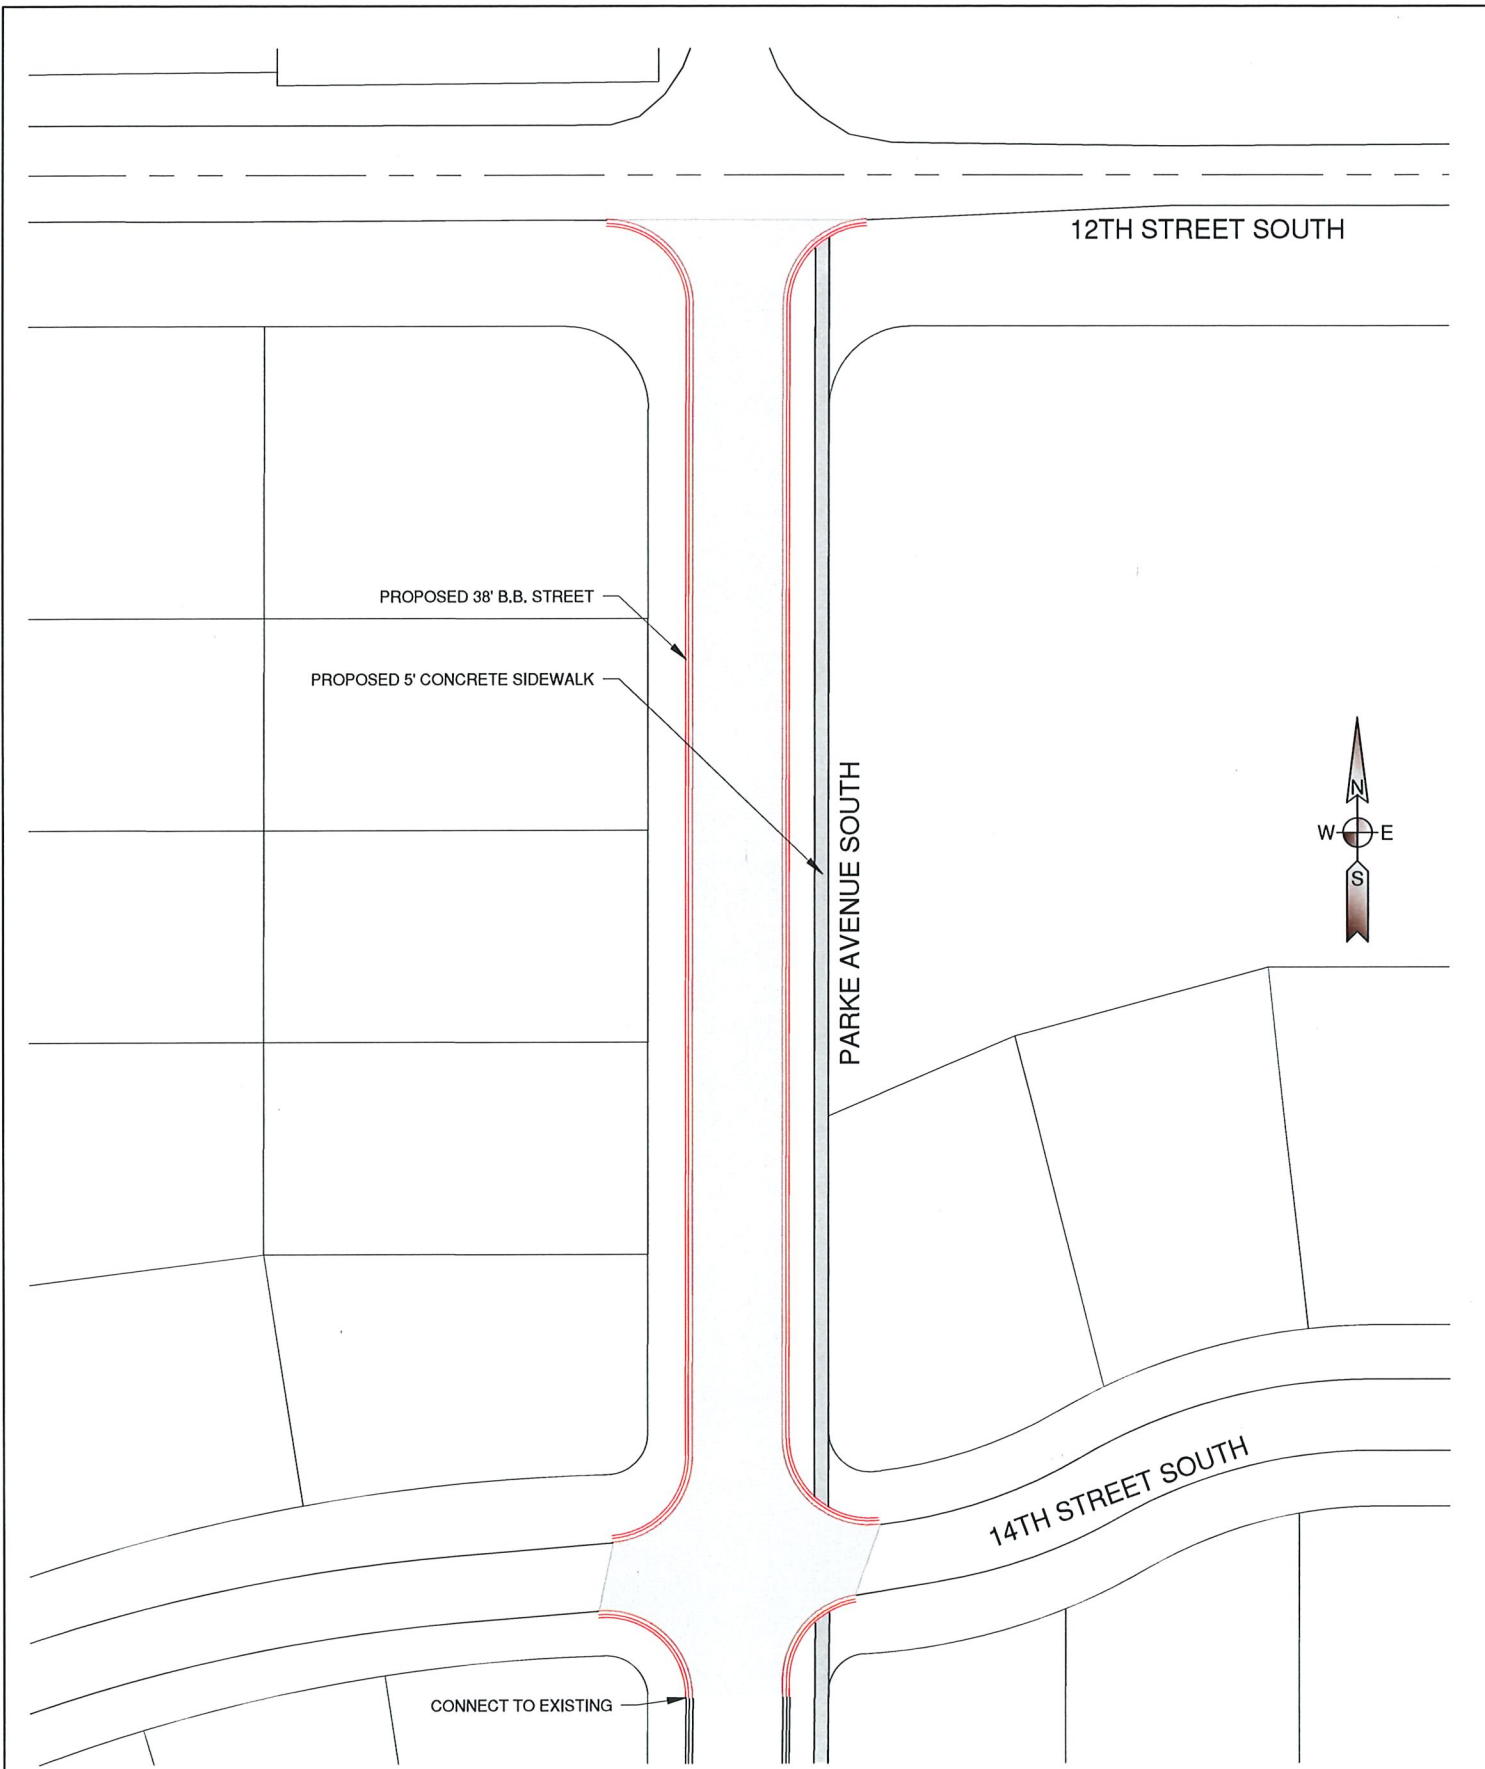 12TH STREET SOUTH
PROPOSED 38' B.B. STREET
PROPOSED 5' CONCRETE SIDEWALK
PARKE AVENUE SOUTH
N
W E
S
14TH STREET SOUTH
CONNECT TO EXISTING